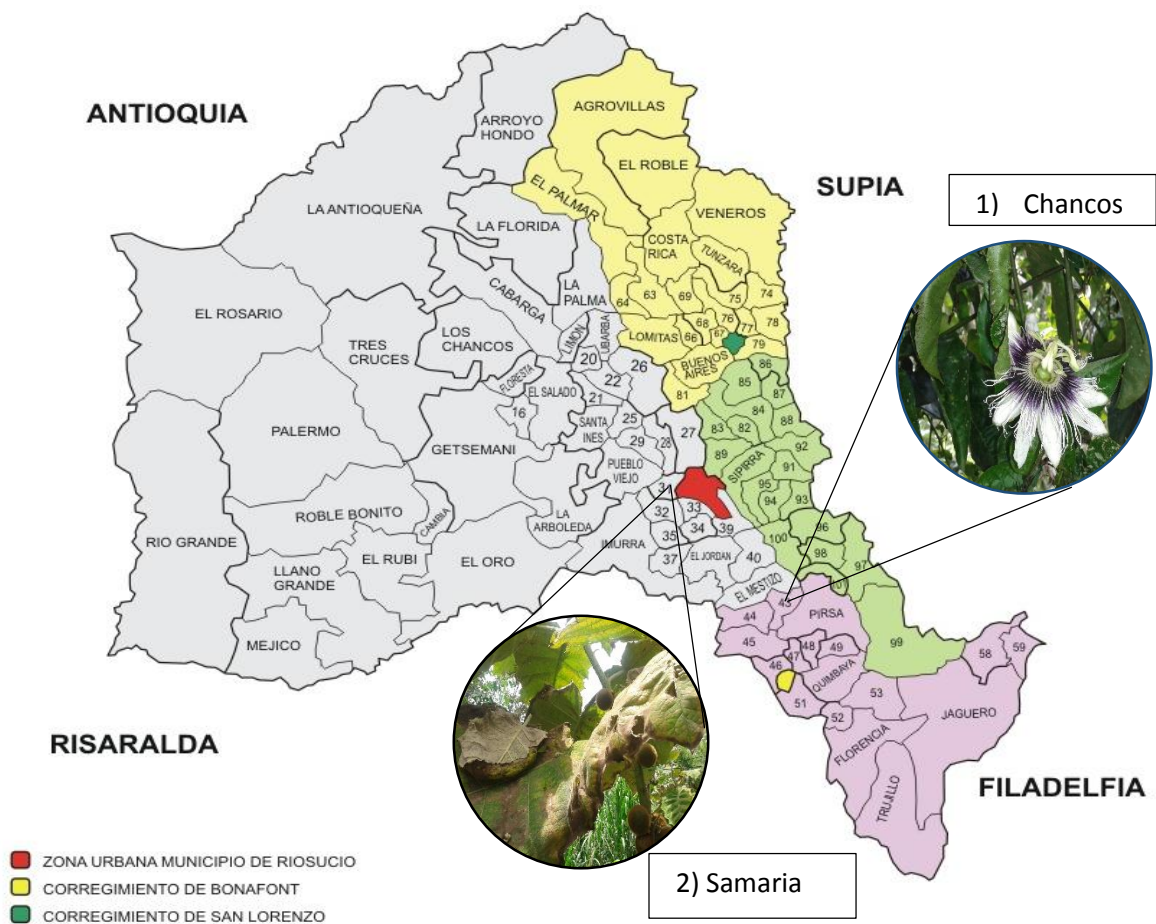 ANTIOQUIA
ARROYO
HONDO
AGROVILLAS
EL ROBLE
SUPIA
1) Chancos
EL PALMAR
LA ANTIOQUEÑA
LA FLORIDA
VENEROS
COSTA
RICA
TUNZARA
CABARGA
LA
PALMA
64
63
69
75
74
EL ROSARIO
TRES
CRUCES
LOS
CHANCOS
LIMON
UBARBA
LOMITAS
68
76
77
78
66
67
79
20
26
BUENOS
AIRES
FLORESTA
EL SALADO
22
81
85
86
87
16
21
SANTA
INES
25
27
84
88
83
82
PALERMO
GETSEMANI
29
28
89
SIPIRRA
92
91
PUEBLO
VIEJO
95
94
93
3
ROBLE BONITO
CAMBIA
LA
ARBOLEDA
32
33
34
39
96
100
98
97
RIO GRANDE
IMURRA
35
EL JORDAN
40
LLANO
GRANDE
EL RUBI
EL ORO
37
EL MESTIZO
MEJICO
44
43
PIRSA
45
48
49
47
46
QUIMBAYA
99
58
59
51
53
52
JAGUERO
FLORENCIA
TRUJILLO
RISARALDA
FILADELFIA
2) Samaria
ZONA URBANA MUNICIPIO DE RIOSUCIO
CORREGIMIENTO DE BONAFONT
CORREGIMIENTO DE SAN LORENZO